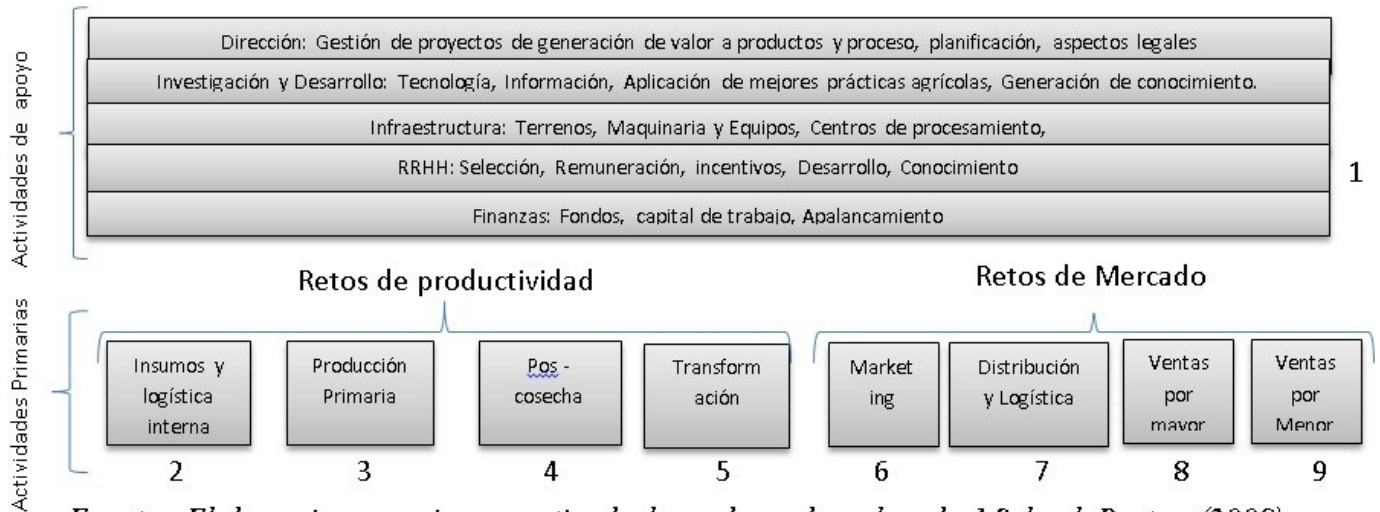 Actividades de apoyo
Dirección: Gestión de proyectos de generación de valor a productos y proceso, planificación, aspectos legales
Investigación y Desarrollo: Tecnología, Información, Aplicación de mejores prácticas agrícolas, Generación de conocimiento.
Infraestructura: Terrenos, Maquinaria y Equipos, Centros de procesamiento,
RRHH: Selección, Remuneración, incentivos, Desarrollo, Conocimiento
Finanzas: Fondos, capital de trabajo, Apalancamiento
1
Actividades Primarias
Retos de productividad
Retos de Mercado
Insumos y
logística
interna
Producción
Primaria
Pos -
cosecha
Transform
ación
Market
ing
Distribución
y Logística
Ventas
por
mayor
Ventas
por
Menor
2
3
4
5
6
7
8
9